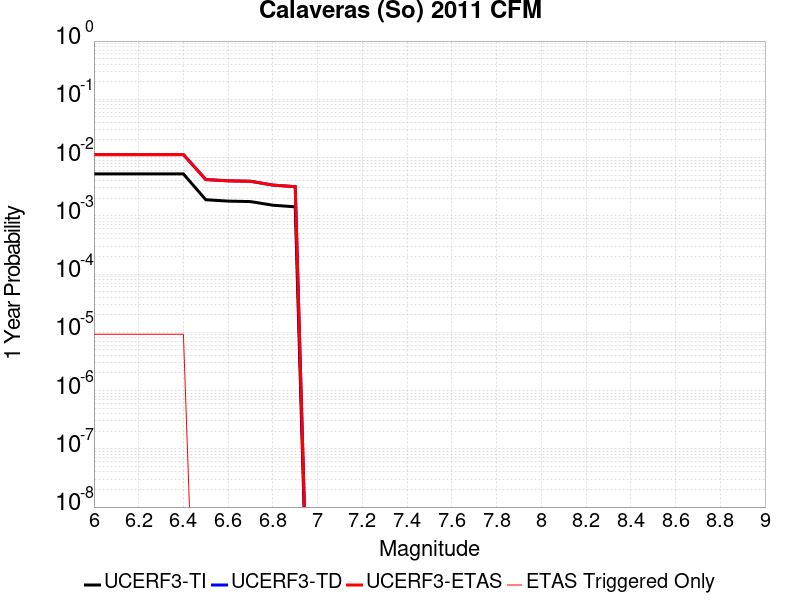 Calaveras (So) 2011 CFM
10^0
10^-1
10^-2
10^-3
10^-4
10^-5
10^-6
10^-7
10^-8
1 Year Probability
6 6.2 6.4 6.6 6.8 7 7.2 7.4 7.6 7.8 8 8.2 8.4 8.6 8.8 9
Magnitude
UCERF3-TI UCERF3-TD UCERF3-ETAS ETAS Triggered Only